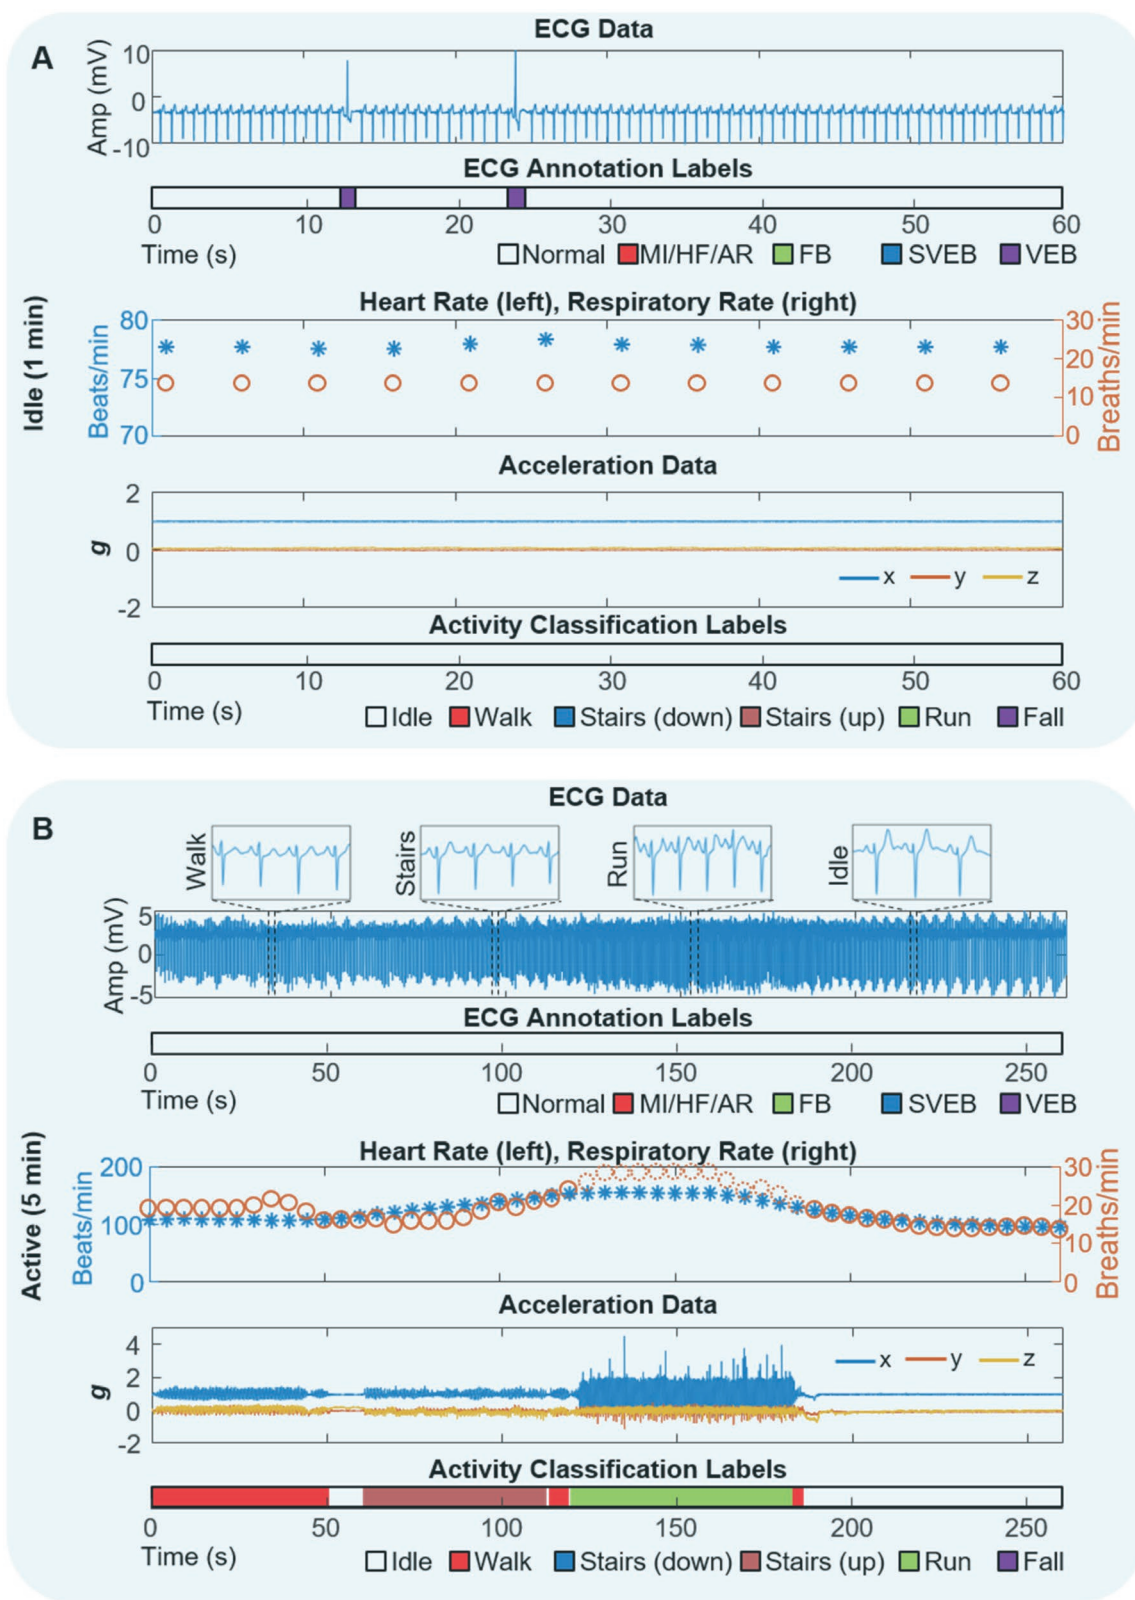 A
ECG Data
Amp (mV)
10
0
-10
ECG Annotation Labels
0 10 20 30 40 50 60
Time (s)
Normal MI/HF/AR FB SVEB VEB
Idle (1 min)
Heart Rate (left), Respiratory Rate (right)
Beats/min
80
75
70
30
20
10
0
Breaths/min
Acceleration Data
g
2
0
-2
x y z
Activity Classification Labels
0 10 20 30 40 50 60
Time (s)
Idle Walk Stairs (down) Stairs (up) Run Fall
B
ECG Data
Walk
Stairs
Run
Idle
Amp (mV)
5
0
-5
ECG Annotation Labels
0 50 100 150 200 250
Time (s)
Normal MI/HF/AR FB SVEB VEB
Active (5 min)
Heart Rate (left), Respiratory Rate (right)
Beats/min
200
100
0
30
20
10
0
Breaths/min
Acceleration Data
g
4
2
0
-2
x y z
Activity Classification Labels
0 50 100 150 200 250
Time (s)
Idle Walk Stairs (down) Stairs (up) Run Fall